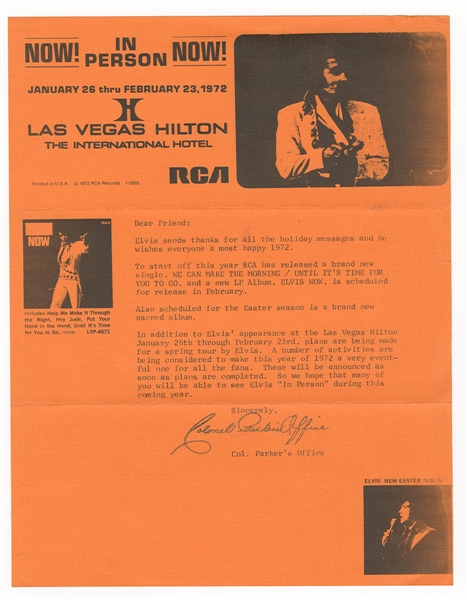 NOW! IN PERSON NOW!
JANUARY 26 thru FEBRUARY 23, 1972
H
LAS VEGAS HILTON
THE INTERNATIONAL HOTEL
Printed in U.S.A. © 1972 RCA Records
RCA
Dear Friend:
Elvis sends thanks for all the holiday messages and he
wishes everyone a most happy 1972.
To start off this year RCA has released a brand new
single, WE CAN MAKE THE MORNING / UNTIL IT'S TIME FOR
YOU TO GO, and a new LP Album, ELVIS NOW, is scheduled
for release in February.
Also scheduled for the Easter season is a brand new
sacred album.
In addition to Elvis' appearance at the Las Vegas Hilton
January 26th through February 23rd, plans are being made
for a spring tour by Elvis. A number of activities are
being considered to make this year of 1972 a very event-
ful one for all the fans. These will be announced as
soon as plans are completed. So we hope that many of
you will be able to see Elvis "In Person" during this
coming year.
Sincerely,
Colonel Parker's Office
Col. Parker's Office
NOW
RCA
Includes Help Me Make It Through
the Night, Hey Jude, Put Your
Hand in the Hand, Until It's Time
for You to Go, more. LSP-4671
ELVIS' NEW EASTER ALBUM